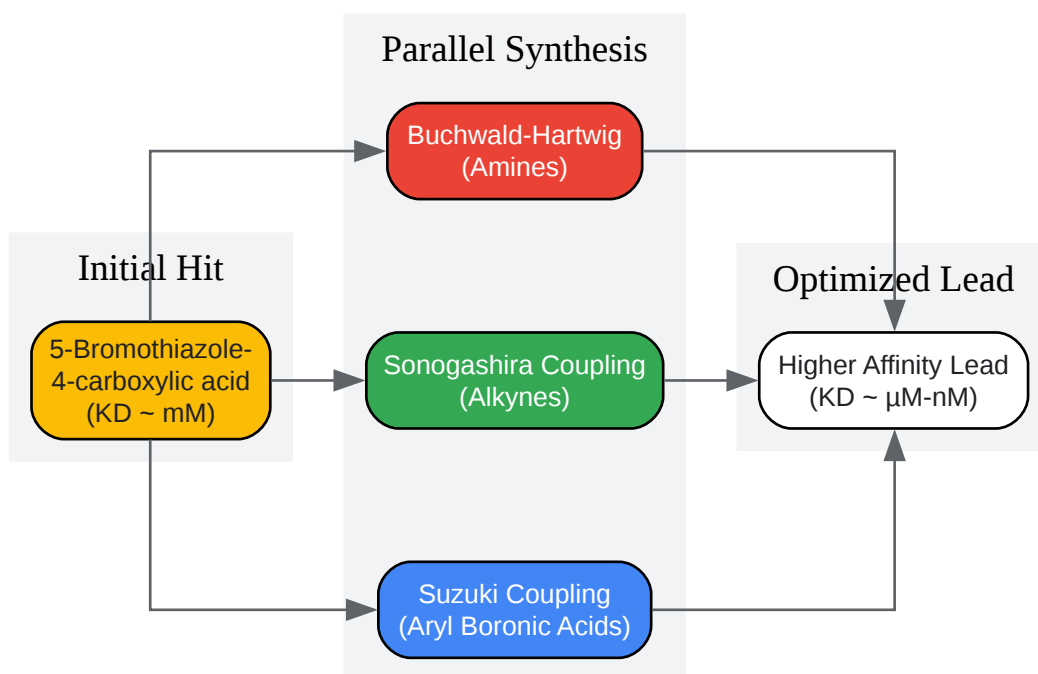 Parallel Synthesis
Buchwald-Hartwig
(Amines)
Initial Hit
5-Bromothiazole-
4-carboxylic acid
(KD ~ mM)
Sonogashira Coupling
(Alkynes)
Optimized Lead
Higher Affinity Lead
(KD ~ µM-nM)
Suzuki Coupling
(Aryl Boronic Acids)